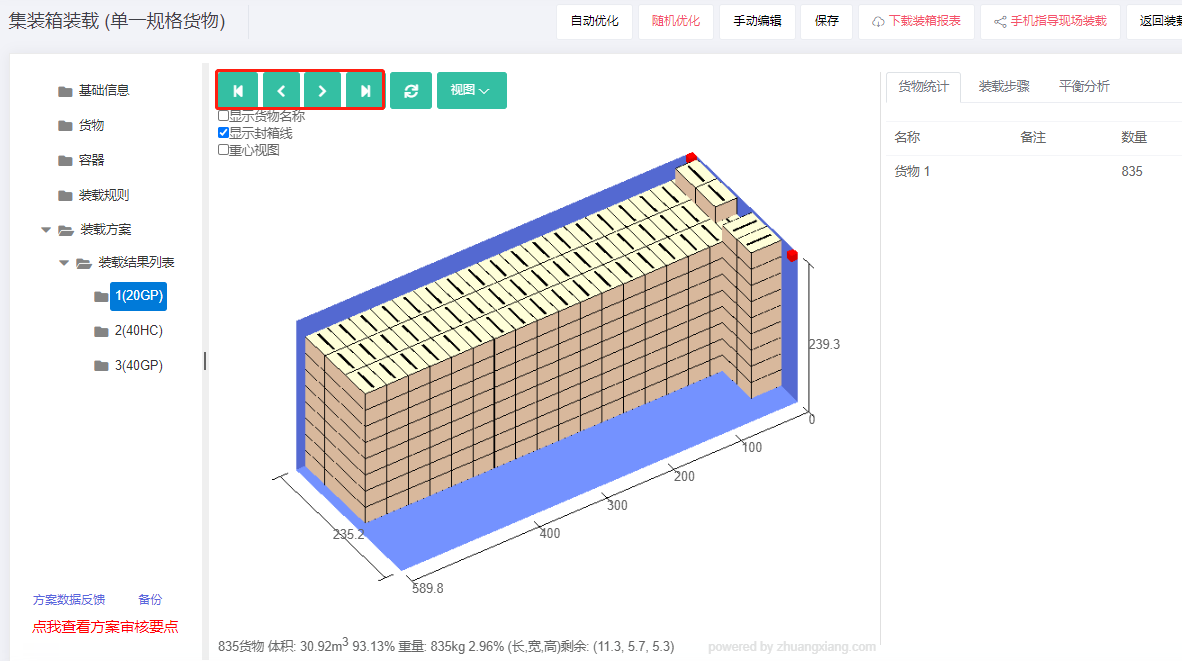 集装箱装载 (单一规格货物)
自动优化 随机优化 手动编辑 保存 下载装箱报表 手机指导现场装载 返回装载
基础信息
货物
容器
装载规则
装载方案
装载结果列表
1(20GP)
2(40HC)
3(40GP)
方案数据反馈 备份
点我查看方案审核要点
视图
显示货物名称
显示封箱线
重心视图
239.3
0
100
200
300
400
589.8
235.2
835货物 体积: 30.92m3 93.13% 重量: 835kg 2.96% (长,宽,高)剩余: (11.3, 5.7, 5.3)
powered by zhuangxiang.com
货物统计 装载步骤 平衡分析
名称 备注 数量
货物 1 835